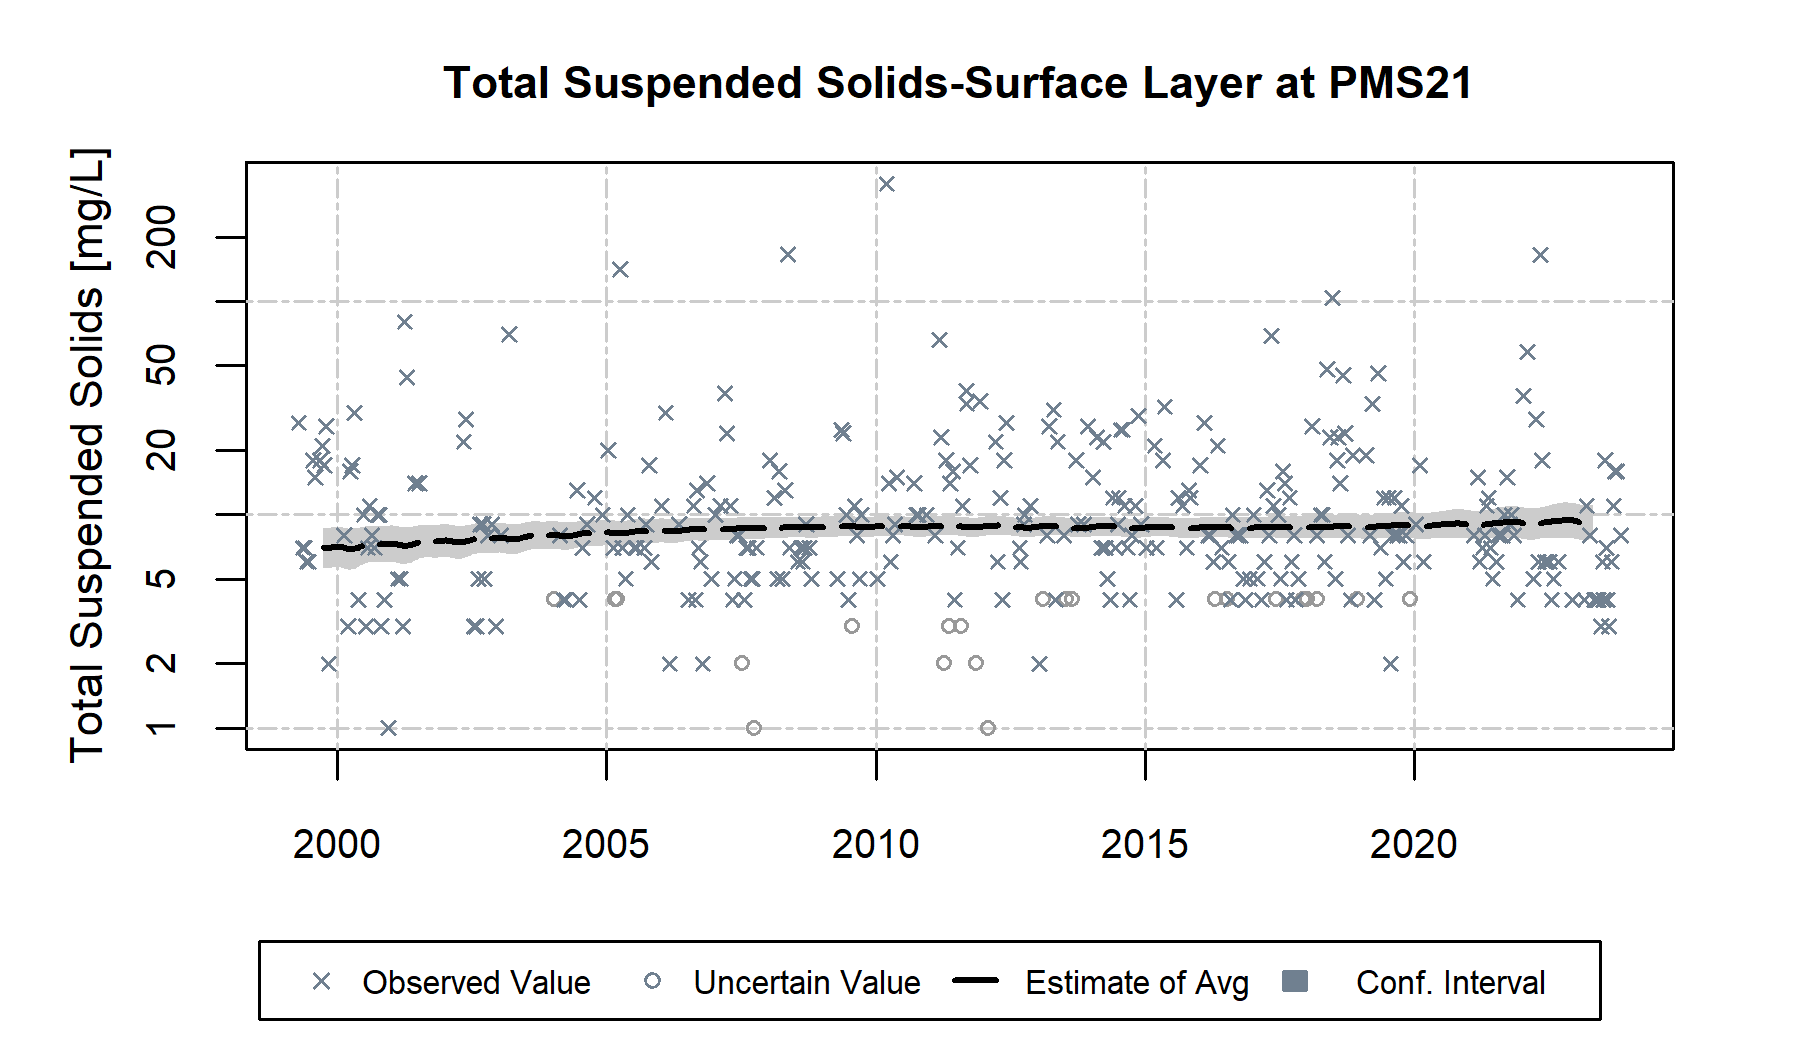 Total Suspended Solids-Surface Layer at PMS21
Total Suspended Solids [mg/L]
200
50
20
5
2
1
2000 2005 2010 2015 2020
Observed Value Uncertain Value Estimate of Avg Conf. Interval